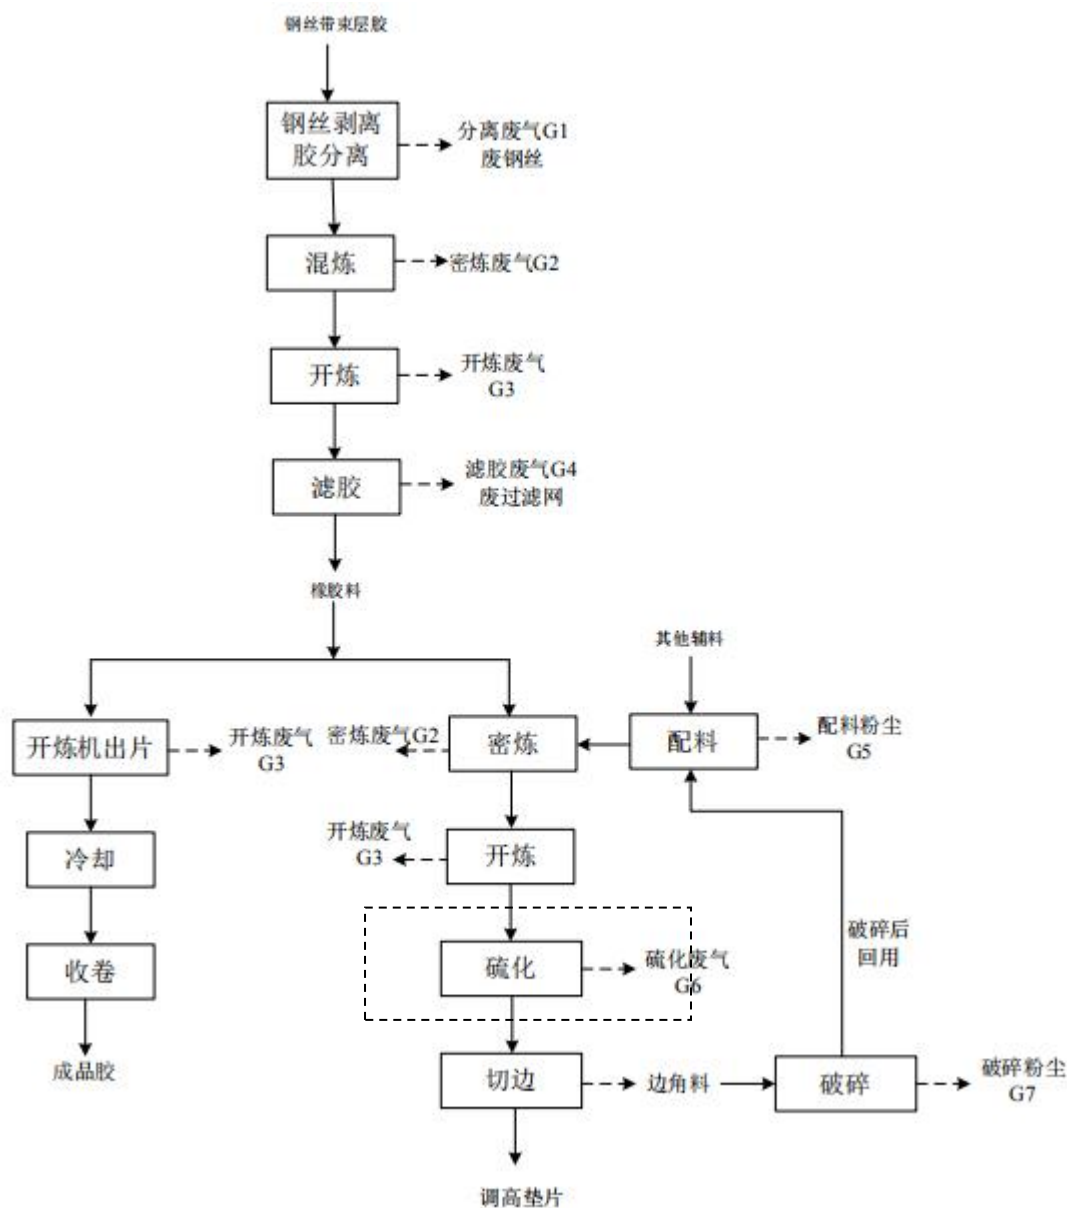 钢丝带束层胶
钢丝剥离
胶分离
分离废气G1
废钢丝
混炼
密炼废气G2
开炼
开炼废气
G3
滤胶
滤胶废气G4
废过滤网
橡胶料
其他辅料
开炼机出片
开炼废气
G3
密炼废气G2
密炼
配料
配料粉尘
G5
冷却
开炼废气
G3
开炼
收卷
硫化
硫化废气
G6
破碎后
回用
成品胶
切边
边角料
破碎
破碎粉尘
G7
调高垫片